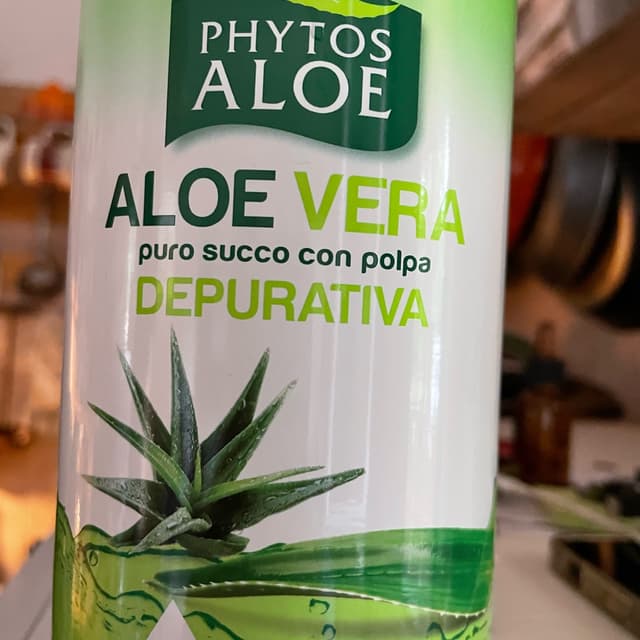 PHYTOS
ALOE
ALOE VERA
puro succo con polpa
DEPURATIVA